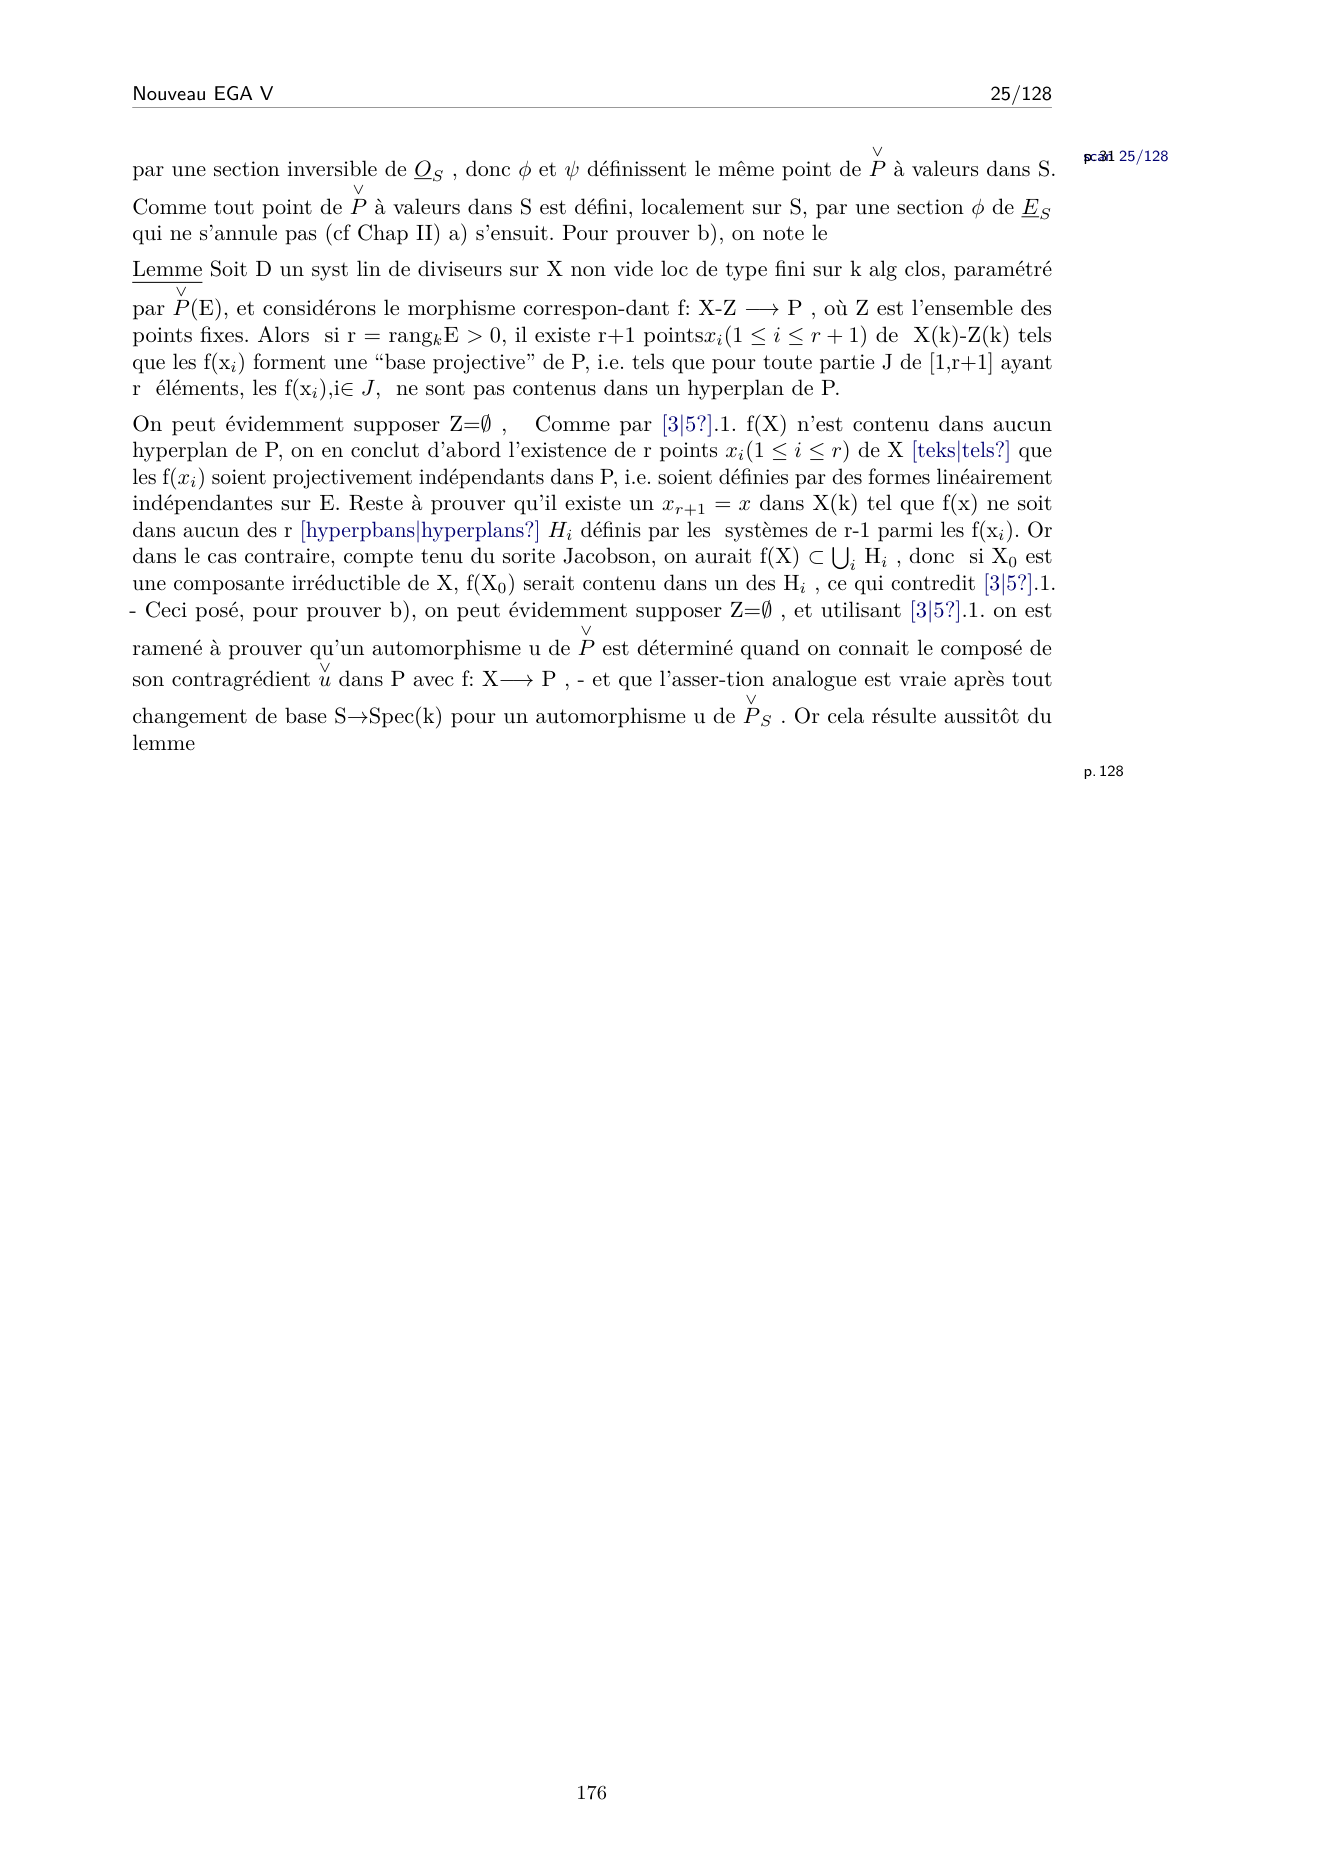 Nouveau EGA V 25/128
par une section inversible de O_S , donc ϕ et ψ définissent le même point de P̌ à valeurs dans S.
25/128
Comme tout point de P̌ à valeurs dans S est défini, localement sur S, par une section ϕ de E_S
qui ne s'annule pas (cf Chap II) a) s'ensuit. Pour prouver b), on note le
Lemme Soit D un syst lin de diviseurs sur X non vide loc de type fini sur k alg clos, paramétré
par P̌(E), et considérons le morphisme correspon-dant f: X-Z ⟶ P , où Z est l'ensemble des
points fixes. Alors si r = rang_kE > 0, il existe r+1 pointsx_i(1 ≤ i ≤ r + 1) de X(k)-Z(k) tels
que les f(x_i) forment une “base projective” de P, i.e. tels que pour toute partie J de [1,r+1] ayant
r éléments, les f(x_i),i∈ J, ne sont pas contenus dans un hyperplan de P.
On peut évidemment supposer Z=∅ , Comme par [3|5?].1. f(X) n'est contenu dans aucun
hyperplan de P, on en conclut d'abord l'existence de r points x_i(1 ≤ i ≤ r) de X [teks|tels?] que
les f(x_i) soient projectivement indépendants dans P, i.e. soient définies par des formes linéairement
indépendantes sur E. Reste à prouver qu'il existe un x_{r+1} = x dans X(k) tel que f(x) ne soit
dans aucun des r [hyperpbans|hyperplans?] H_i définis par les systèmes de r-1 parmi les f(x_i). Or
dans le cas contraire, compte tenu du sorite Jacobson, on aurait f(X) ⊂ ⋃_i H_i , donc si X_0 est
une composante irréductible de X, f(X_0) serait contenu dans un des H_i , ce qui contredit [3|5?].1.
- Ceci posé, pour prouver b), on peut évidemment supposer Z=∅ , et utilisant [3|5?].1. on est
ramené à prouver qu'un automorphisme u de P̌ est déterminé quand on connait le composé de
son contragrédient ǔ dans P avec f: X⟶ P , - et que l'asser-tion analogue est vraie après tout
changement de base S→Spec(k) pour un automorphisme u de P̌_S . Or cela résulte aussitôt du
lemme
p. 128
176